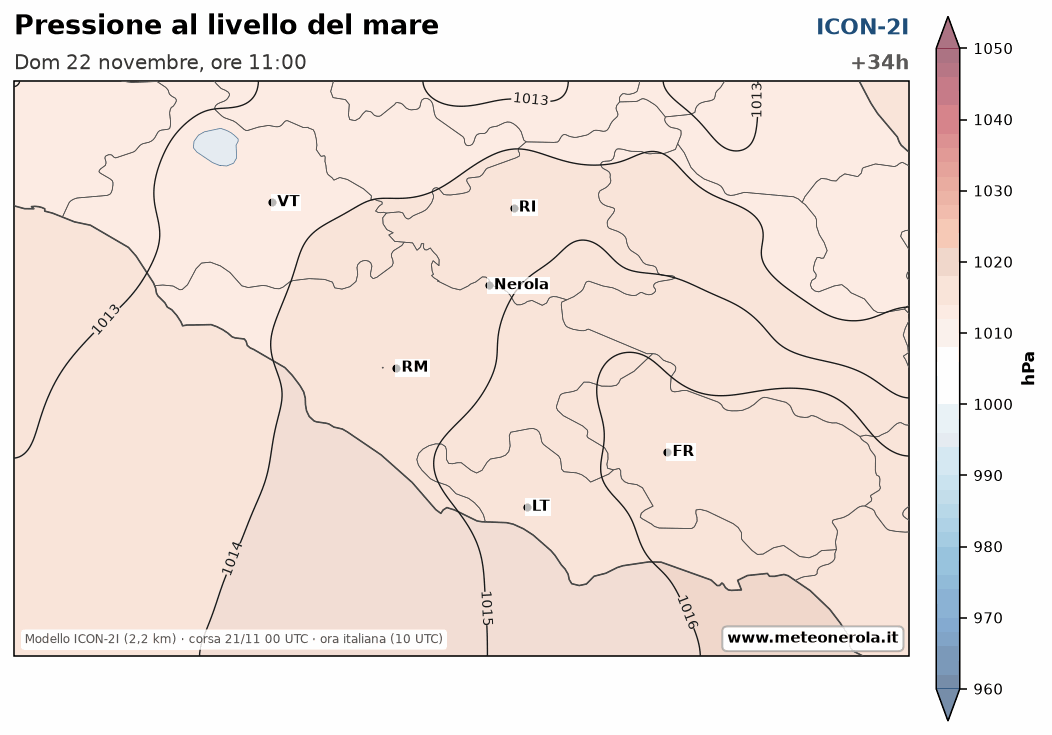 Pressione al livello del mare
ICON-2I
Dom 22 novembre, ore 11:00
+34h
1050
1040
1030
1020
1010
1000
990
980
970
960
hPa
1013
1013
VT
RI
Nerola
1013
RM
FR
LT
1014
1015
1016
Modello ICON-2I (2,2 km) · corsa 21/11 00 UTC · ora italiana (10 UTC)
www.meteonerola.it